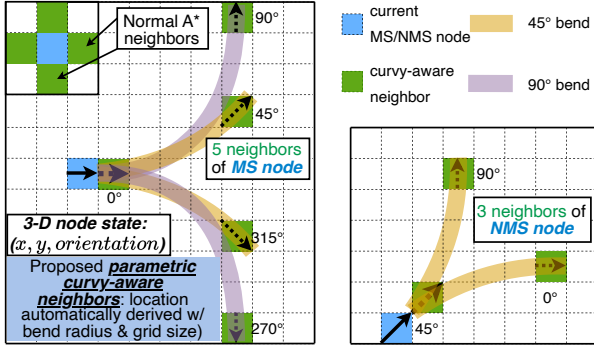 Normal A*
neighbors
90°
45°
5 neighbors
of MS node
0°
3-D node state:
(x, y, orientation)
315°
Proposed parametric
curvy-aware
neighbors: location
automatically derived w/
bend radius & grid size)
270°
current
MS/NMS node
45° bend
curvy-aware
neighbor
90° bend
90°
3 neighbors of
NMS node
0°
45°